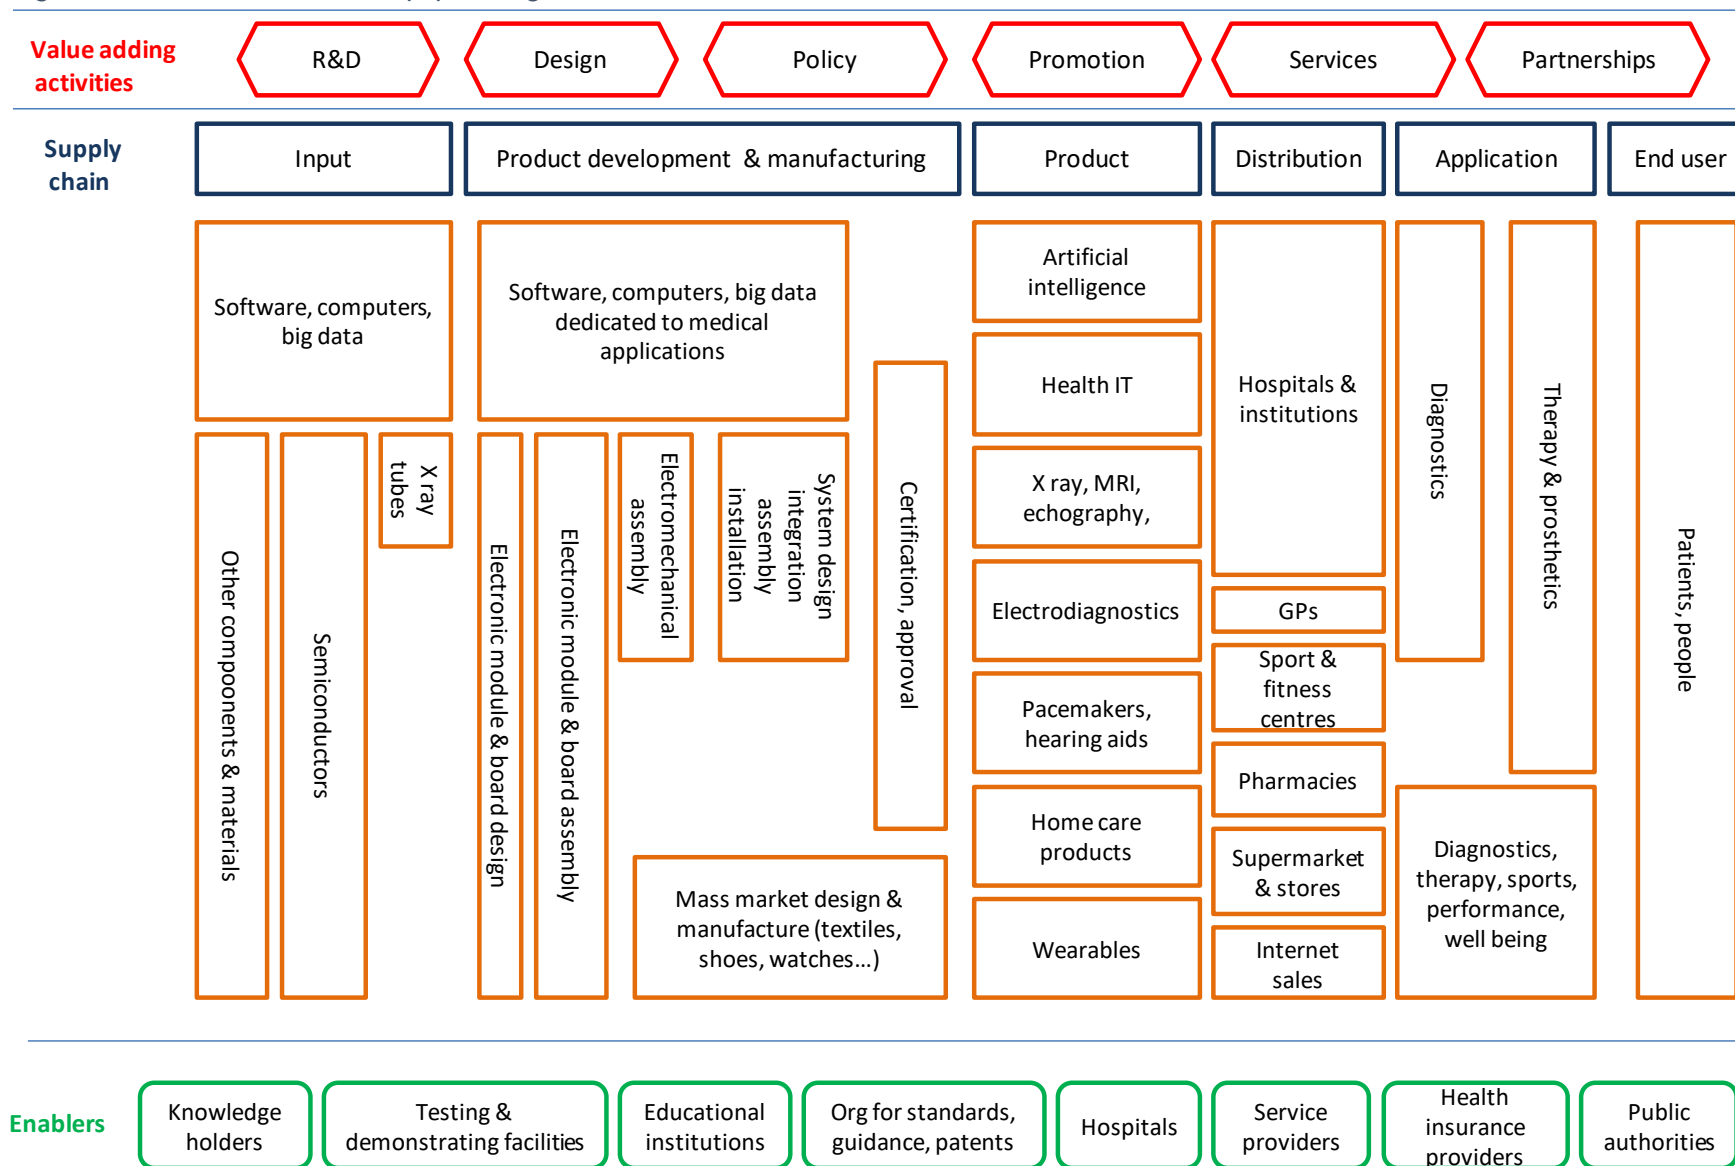 Value adding
activities
R&D
Design
Policy
Promotion
Services
Partnerships
Supply
chain
Input
Product development & manufacturing
Product
Distribution
Application
End user
Software, computers,
big data
Other compoonents & materials
Semiconductors
X ray
tubes
Software, computers, big data
dedicated to medical
applications
Electronic module & board design
Electronic module & board assembly
Electromechanical
assembly
System design
integration
assembly
installation
Certification, approval
Mass market design &
manufacture (textiles,
shoes, watches…)
Artificial
intelligence
Health IT
X ray, MRI,
echography,
Electrodiagnostics
Pacemakers,
hearing aids
Home care
products
Wearables
Hospitals &
institutions
GPs
Sport &
fitness
centres
Pharmacies
Supermarket
& stores
Internet
sales
Diagnostics
Therapy & prosthetics
Diagnostics,
therapy, sports,
performance,
well being
Patients, people
Enablers
Knowledge
holders
Testing &
demonstrating facilities
Educational
institutions
Org for standards,
guidance, patents
Hospitals
Service
providers
Health
insurance
providers
Public
authorities